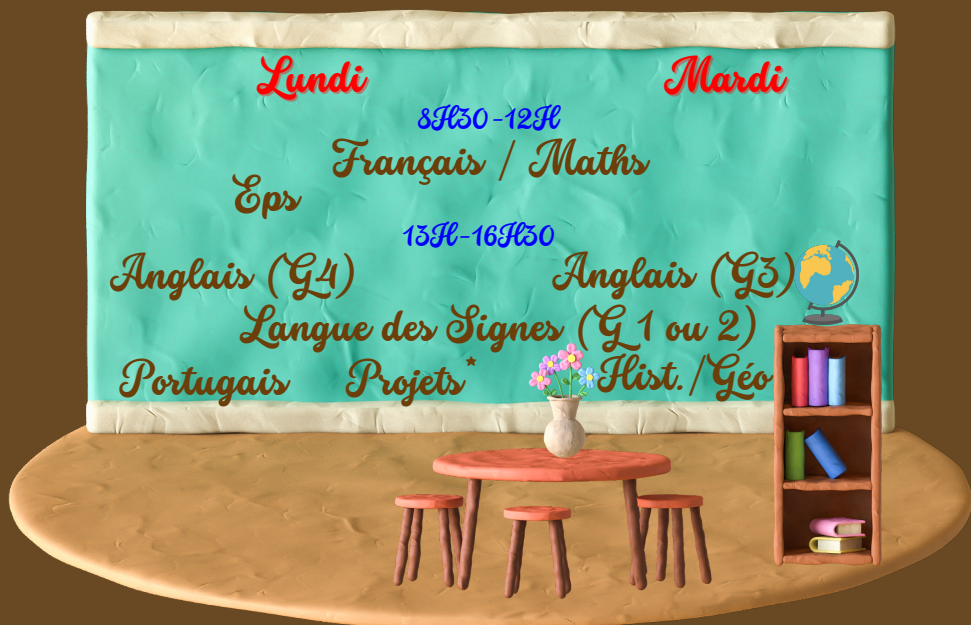 Lundi Mardi
8H30-12H
Français / Maths
Eps
13H-16H30
Anglais (G4) Anglais (G3)
Langue des Signes (G 1 ou 2)
Portugais Projets* Hist./Géo